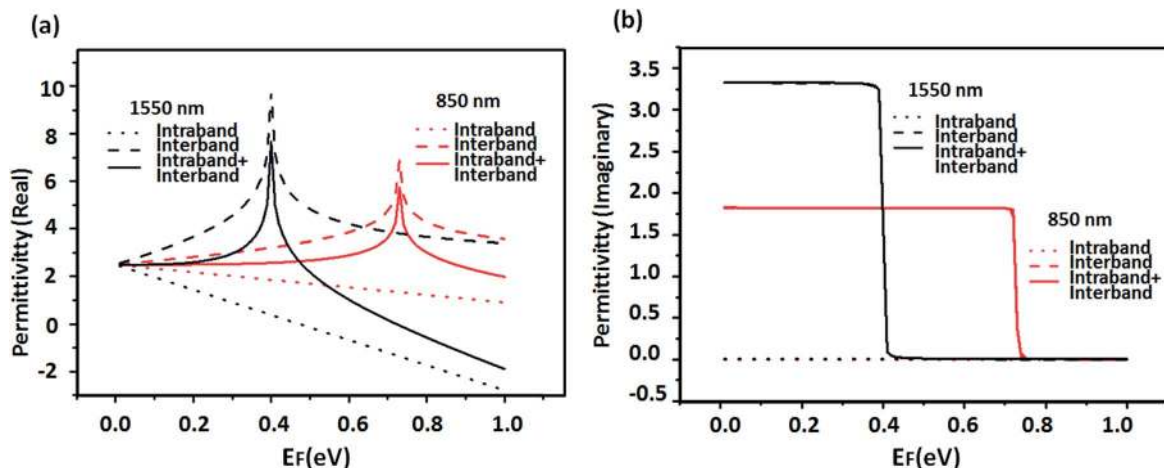 (a)
Permittivity (Real)
10
8
6
4
2
0
-2
1550 nm
Intraband
Interband
Intraband+
Interband
850 nm
Intraband
Interband
Intraband+
Interband
0.0 0.2 0.4 0.6 0.8 1.0
EF(eV)
(b)
Permittivitty (Imaginary)
3.5
3.0
2.5
2.0
1.5
1.0
0.5
0.0
-0.5
1550 nm
Intraband
Interband
Intraband+
Interband
850 nm
Intraband
Interband
Intraband+
Interband
0.0 0.2 0.4 0.6 0.8 1.0
EF(eV)